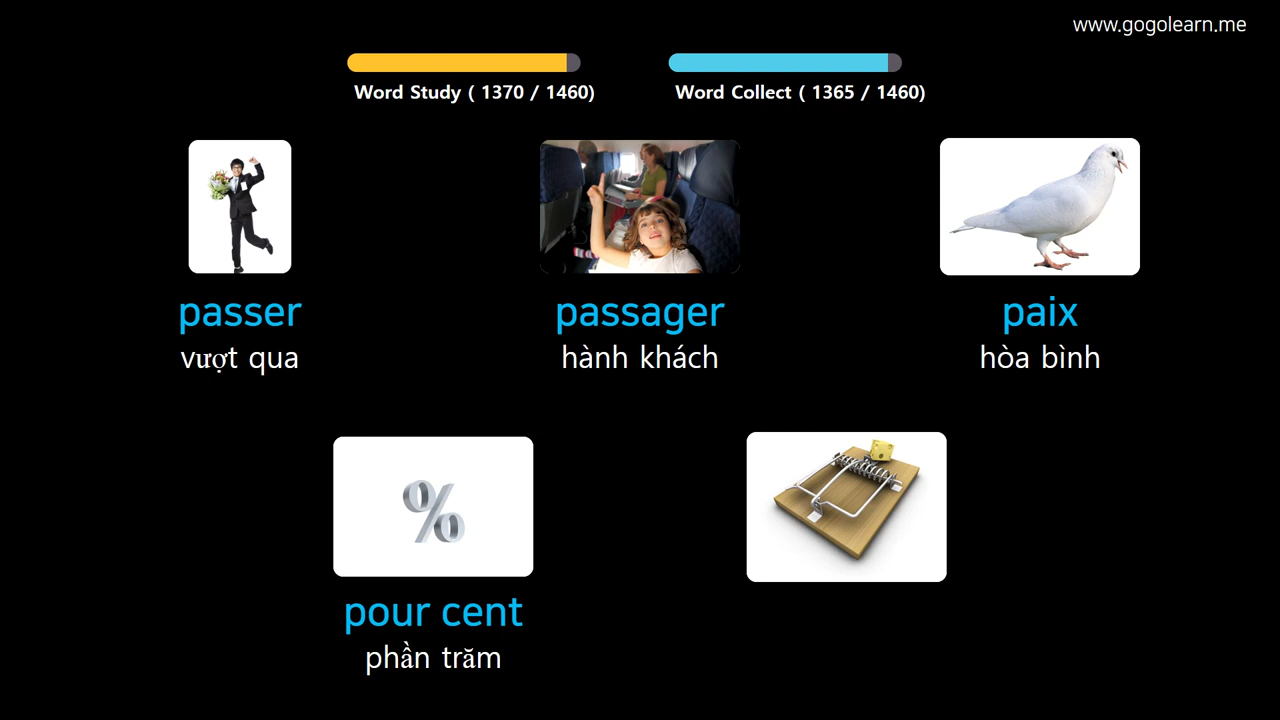 www.gogolearn.me
Word Study ( 1370 / 1460)
Word Collect ( 1365 / 1460)
passer
vượt qua
passager
hành khách
paix
hòa bình
%
pour cent
phần trăm